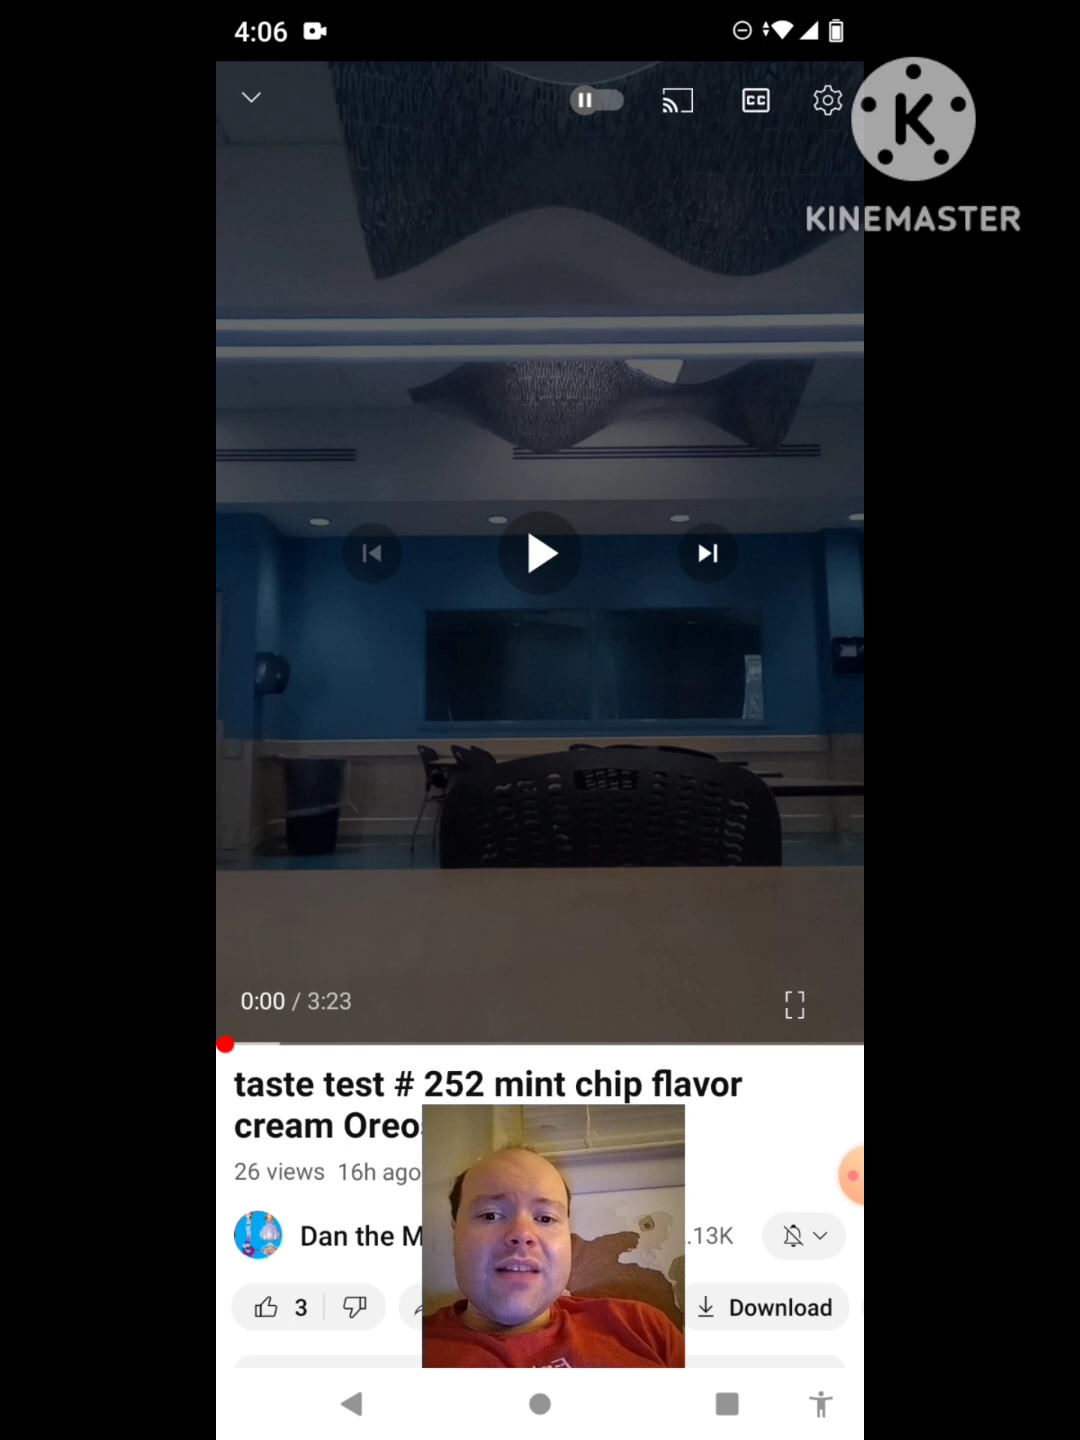 4:06
CC
K
KINEMASTER
0:00 / 3:23
taste test # 252 mint chip flavor
cream Oreo
26 views 16h ago
Dan the M .13K
3 Download